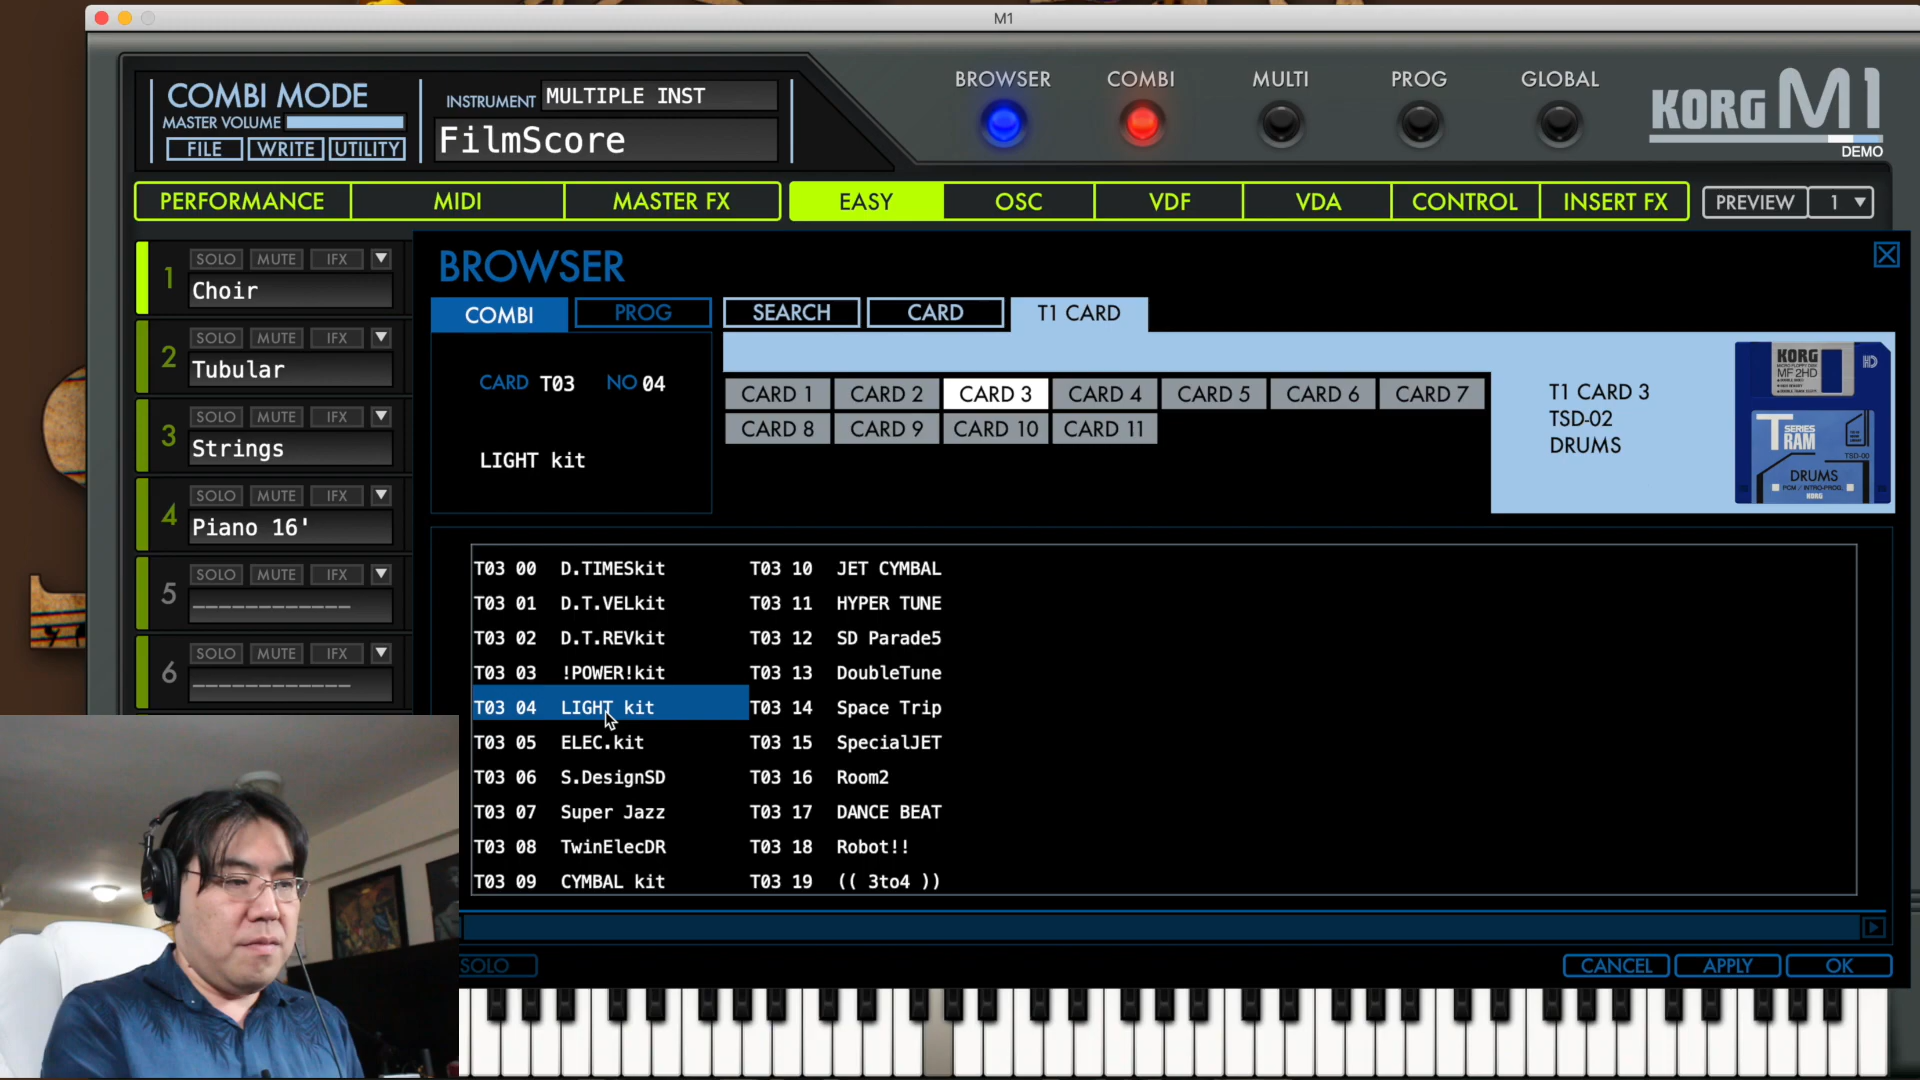 M1
COMBI MODE
MASTER VOLUME
FILE WRITE UTILITY
INSTRUMENT MULTIPLE INST
FilmScore
BROWSER COMBI MULTI PROG GLOBAL
KORG M1
DEMO
PERFORMANCE MIDI MASTER FX EASY OSC VDF VDA CONTROL INSERT FX PREVIEW 1
1 SOLO MUTE IFX
Choir
2 SOLO MUTE IFX
Tubular
3 SOLO MUTE IFX
Strings
4 SOLO MUTE IFX
Piano 16'
5 SOLO MUTE IFX
------------
6 SOLO MUTE IFX
------------
BROWSER
COMBI PROG SEARCH CARD T1 CARD
CARD T03 NO 04
LIGHT kit
CARD 1 CARD 2 CARD 3 CARD 4 CARD 5 CARD 6 CARD 7
CARD 8 CARD 9 CARD 10 CARD 11
T1 CARD 3
TSD-02
DRUMS
KORG
HD
MF 2HD
T SERIES
RAM
TSD-00
DRUMS
PCM / INTRO-PROG.
KORG
T03 00 D.TIMESkit T03 10 JET CYMBAL
T03 01 D.T.VELkit T03 11 HYPER TUNE
T03 02 D.T.REVkit T03 12 SD Parade5
T03 03 !POWER!kit T03 13 DoubleTune
T03 04 LIGHT kit T03 14 Space Trip
T03 05 ELEC.kit T03 15 SpecialJET
T03 06 S.DesignSD T03 16 Room2
T03 07 Super Jazz T03 17 DANCE BEAT
T03 08 TwinElecDR T03 18 Robot!!
T03 09 CYMBAL kit T03 19 (( 3to4 ))
SOLO CANCEL APPLY OK